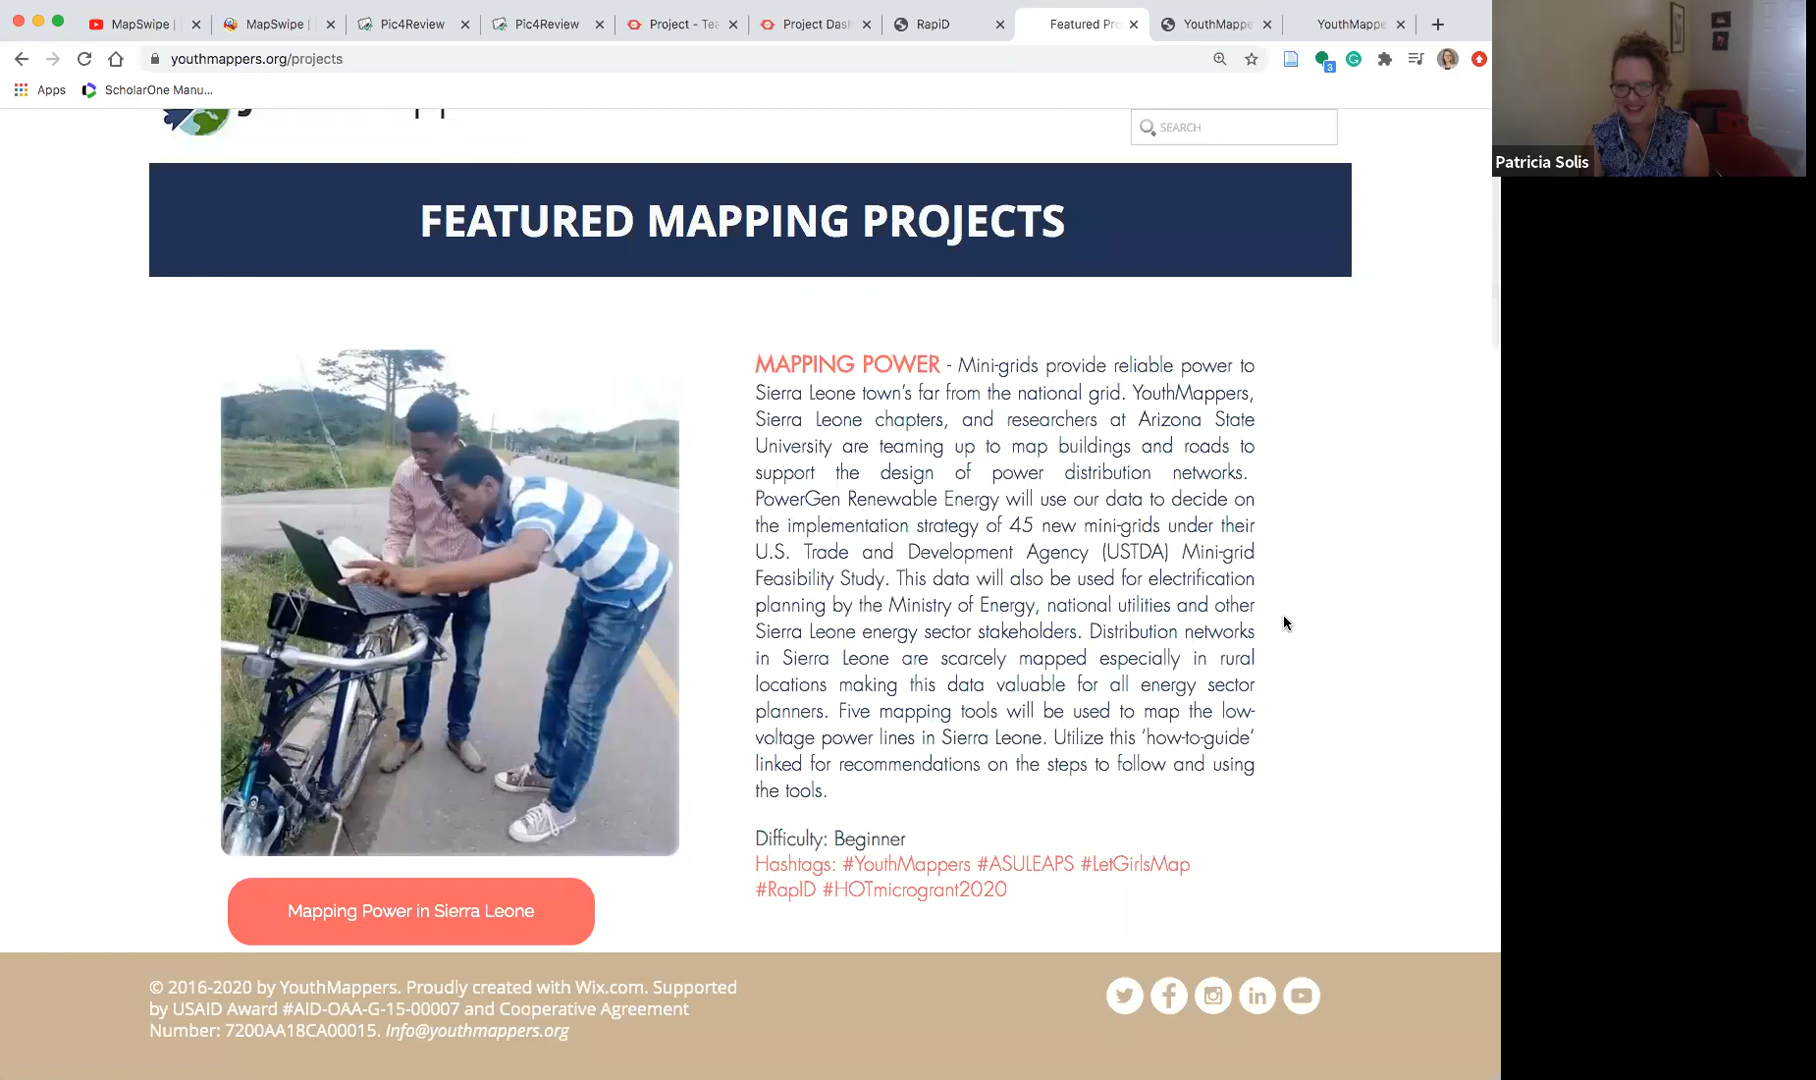 MapSwipe |
MapSwipe |
Pic4Review
Pic4Review
Project - Tea
Project Dash
RapiD
Featured Pro
YouthMappe
YouthMappe
youthmappers.org/projects
3
Apps
ScholarOne Manu...
SEARCH
Patricia Solis
FEATURED MAPPING PROJECTS
MAPPING POWER - Mini-grids provide reliable power to
Sierra Leone town's far from the national grid. YouthMappers,
Sierra Leone chapters, and researchers at Arizona State
University are teaming up to map buildings and roads to
support the design of power distribution networks.
PowerGen Renewable Energy will use our data to decide on
the implementation strategy of 45 new mini-grids under their
U.S. Trade and Development Agency (USTDA) Mini-grid
Feasibility Study. This data will also be used for electrification
planning by the Ministry of Energy, national utilities and other
Sierra Leone energy sector stakeholders. Distribution networks
in Sierra Leone are scarcely mapped especially in rural
locations making this data valuable for all energy sector
planners. Five mapping tools will be used to map the low-
voltage power lines in Sierra Leone. Utilize this 'how-to-guide'
linked for recommendations on the steps to follow and using
the tools.
Difficulty: Beginner
Hashtags: #YouthMappers #ASULEAPS #LetGirlsMap
#RapID #HOTmicrogrant2020
Mapping Power in Sierra Leone
© 2016-2020 by YouthMappers. Proudly created with Wix.com. Supported
by USAID Award #AID-OAA-G-15-00007 and Cooperative Agreement
Number: 7200AA18CA00015. Info@youthmappers.org